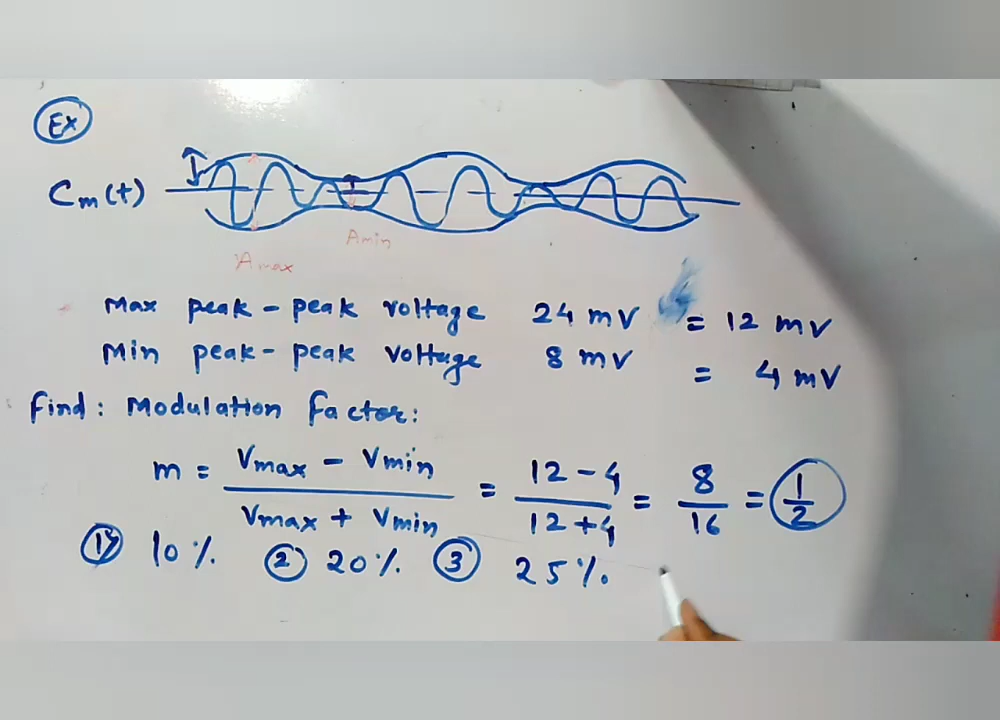 Ex
Cm(t)
Amin
Amax
Max peak-peak voltage 24 mV = 12 mV
Min peak-peak voltage 8 mV = 4 mV
Find: Modulation Factor:
m = Vmax - Vmin / Vmax + Vmin = 12-4 / 12+4 = 8/16 = 1/2
1) 10% 2 20% 3 25%